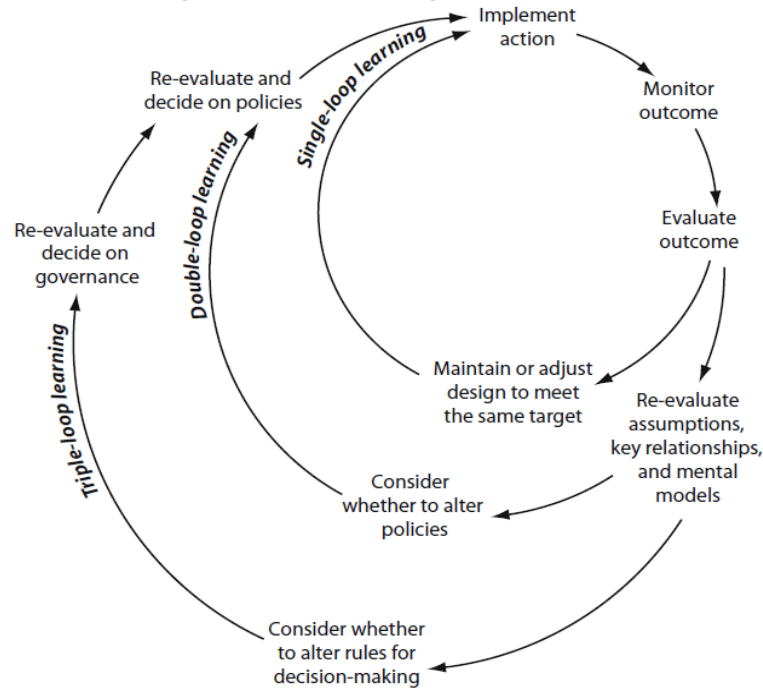 Implement
action
Monitor
outcome
Evaluate
outcome
Maintain or adjust
design to meet
the same target
Single-loop learning
Re-evaluate
assumptions,
key relationships,
and mental
models
Consider
whether to alter
policies
Double-loop learning
Re-evaluate and
decide on policies
Consider whether
to alter rules for
decision-making
Triple-loop learning
Re-evaluate and
decide on
governance